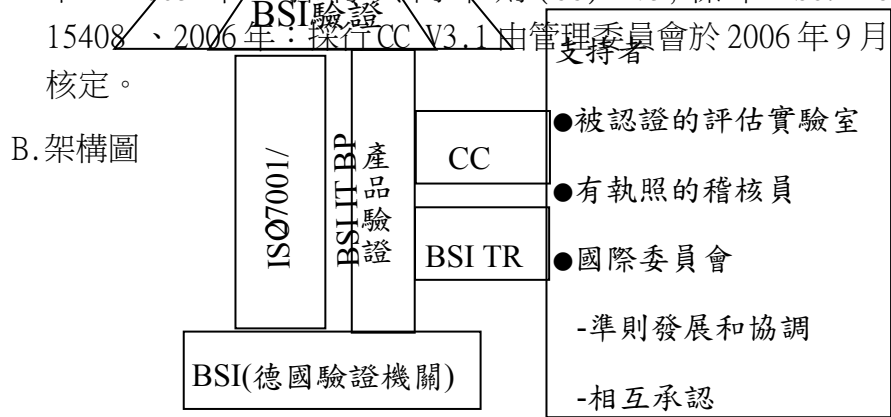 BSI驗證
15408 、2006年：採行CC V3.1由管理委員會於2006年9月
核定。
B.架構圖
ISO27001/
BSI IT BP
產品驗證
CC
BSI TR
BSI(德國驗證機關)
支持者
●被認證的評估實驗室
●有執照的稽核員
●國際委員會
-準則發展和協調
-相互承認